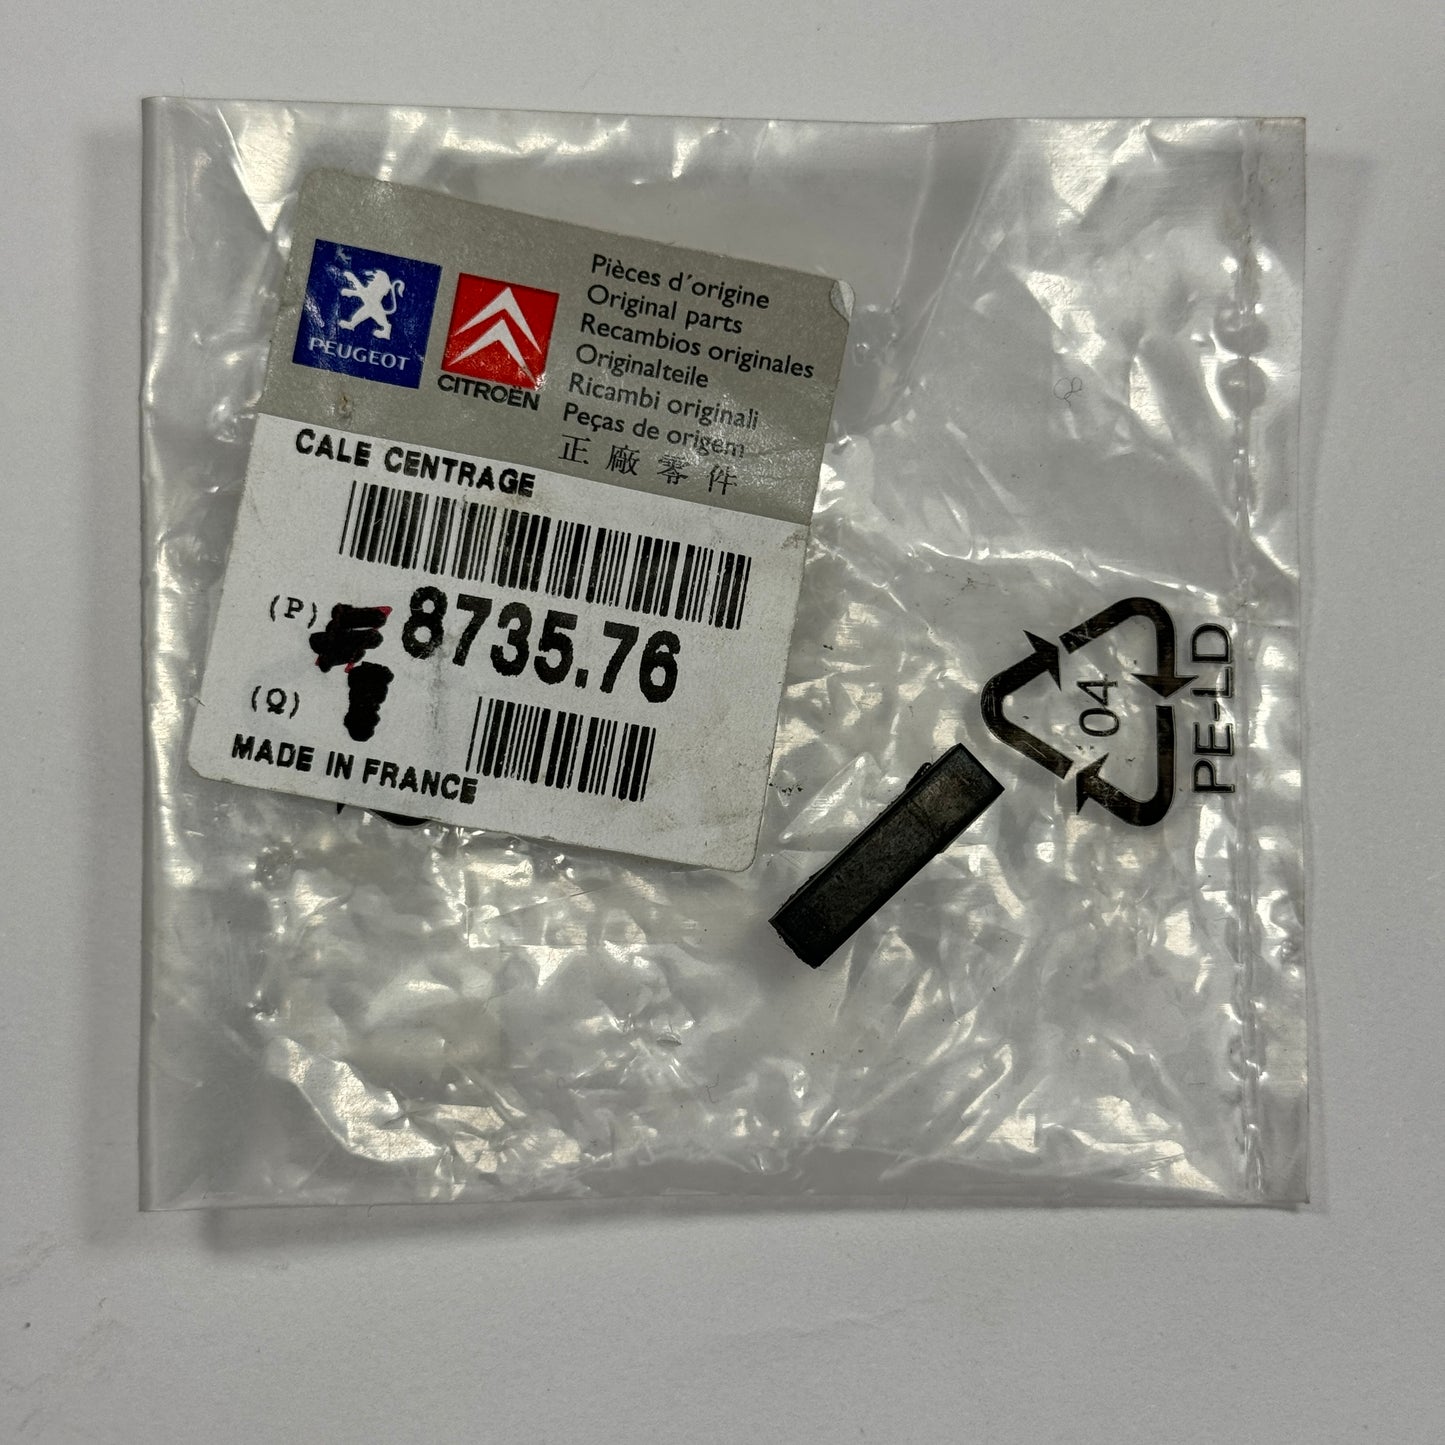 PEUGEOT
CITROËN
Pièces d'origine
Original parts
Recambios originales
Originalteile
Ricambi originali
Peças de origem
正廠零件
CALE CENTRAGE
(P) 8735.76
(Q)
MADE IN FRANCE
04
PE-LD